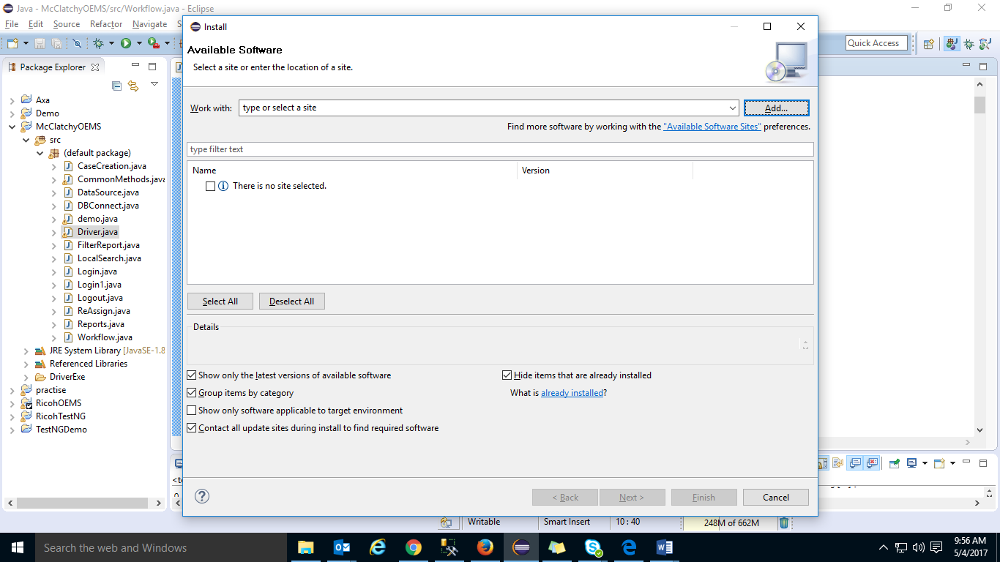 Java - McClatchyOEMS/src/Workflow.java - Eclipse
File Edit Source Refactor Navigate
Quick Access
Package Explorer
Axa
Demo
McClatchyOEMS
src
(default package)
CaseCreation.java
CommonMethods.java
DataSource.java
DBConnect.java
demo.java
Driver.java
FilterReport.java
LocalSearch.java
Login.java
Login1.java
Logout.java
ReAssign.java
Reports.java
Workflow.java
JRE System Library [JavaSE-1.8
Referenced Libraries
DriverExe
practise
RicohOEMS
RicohTestNG
TestNGDemo
Install
Available Software
Select a site or enter the location of a site.
Work with: type or select a site Add...
Find more software by working with the "Available Software Sites" preferences.
type filter text
Name Version
There is no site selected.
Select All Deselect All
Details
Show only the latest versions of available software Hide items that are already installed
Group items by category What is already installed?
Show only software applicable to target environment
Contact all update sites during install to find required software
< Back Next > Finish Cancel
Writable Smart Insert 10 : 40 248M of 662M
Search the web and Windows
9:56 AM
5/4/2017